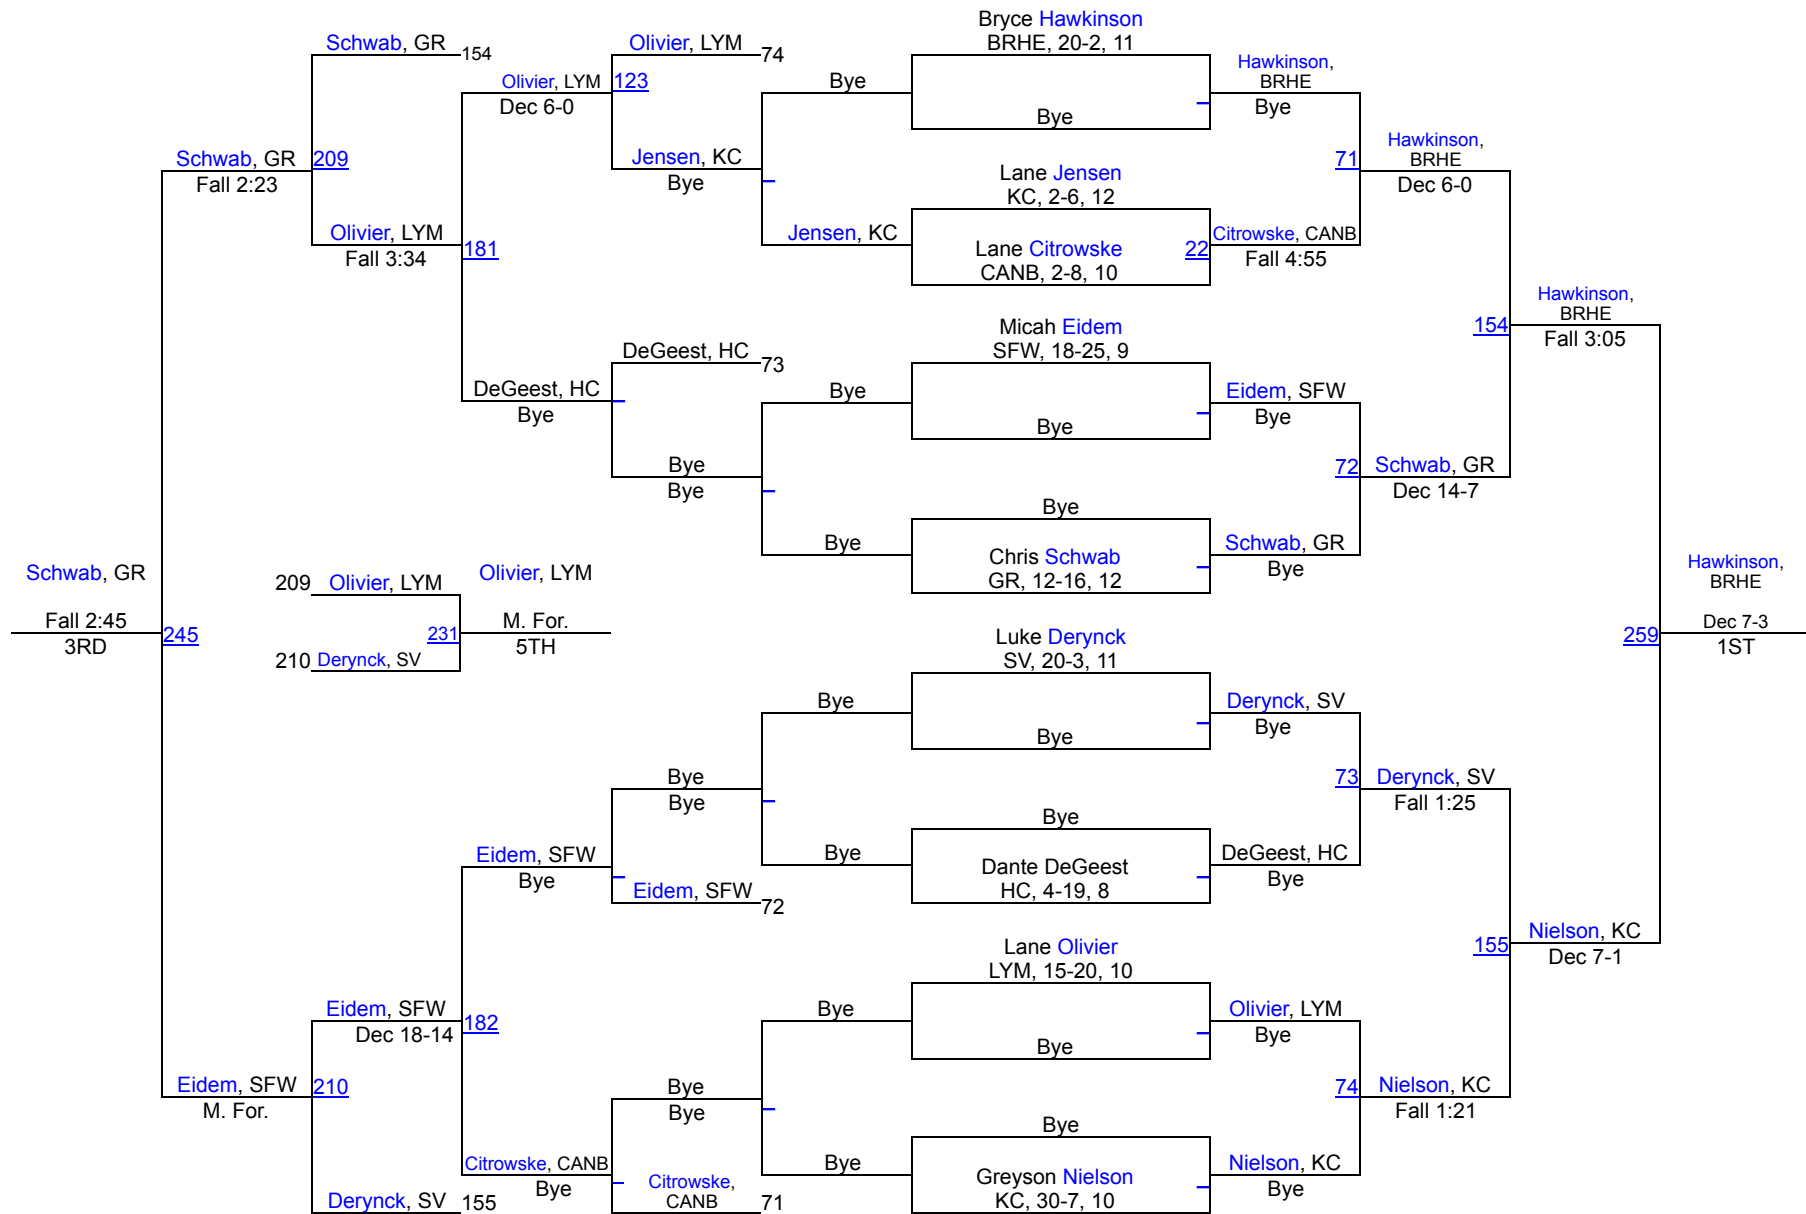 Bryce Hawkinson
BRHE, 20-2, 11
Schwab, GR
154
Olivier, LYM
74
Olivier, LYM
123
Dec 6-0
Bye
Hawkinson,
BRHE
Bye
Bye
Schwab, GR
209
Fall 2:23
Jensen, KC
Bye
Lane Jensen
KC, 2-6, 12
71
Hawkinson,
BRHE
Dec 6-0
Olivier, LYM
181
Fall 3:34
Jensen, KC
Lane Citrowske
CANB, 2-8, 10
22
Citrowske, CANB
Fall 4:55
Micah Eidem
SFW, 18-25, 9
154
Hawkinson,
BRHE
Fall 3:05
DeGeest, HC
73
DeGeest, HC
Bye
Bye
Eidem, SFW
Bye
Bye
Bye
Bye
72
Schwab, GR
Dec 14-7
Bye
Bye
Chris Schwab
GR, 12-16, 12
Schwab, GR
Bye
Schwab, GR
Fall 2:45
3RD
245
209
Olivier, LYM
210
Derynck, SV
231
Olivier, LYM
M. For.
5TH
Hawkinson,
BRHE
259
Dec 7-3
1ST
Luke Derynck
SV, 20-3, 11
Bye
Derynck, SV
Bye
Bye
Bye
Bye
73
Derynck, SV
Fall 1:25
Bye
Eidem, SFW
Bye
Bye
Dante DeGeest
HC, 4-19, 8
DeGeest, HC
Bye
Eidem, SFW
72
155
Nielson, KC
Dec 7-1
Lane Olivier
LYM, 15-20, 10
Eidem, SFW
182
Dec 18-14
Bye
Olivier, LYM
Bye
Bye
Eidem, SFW
210
M. For.
Bye
Bye
74
Nielson, KC
Fall 1:21
Bye
Citrowske, CANB
Bye
Bye
Greyson Nielson
KC, 30-7, 10
Nielson, KC
Bye
Derynck, SV
155
Citrowske,
CANB
71